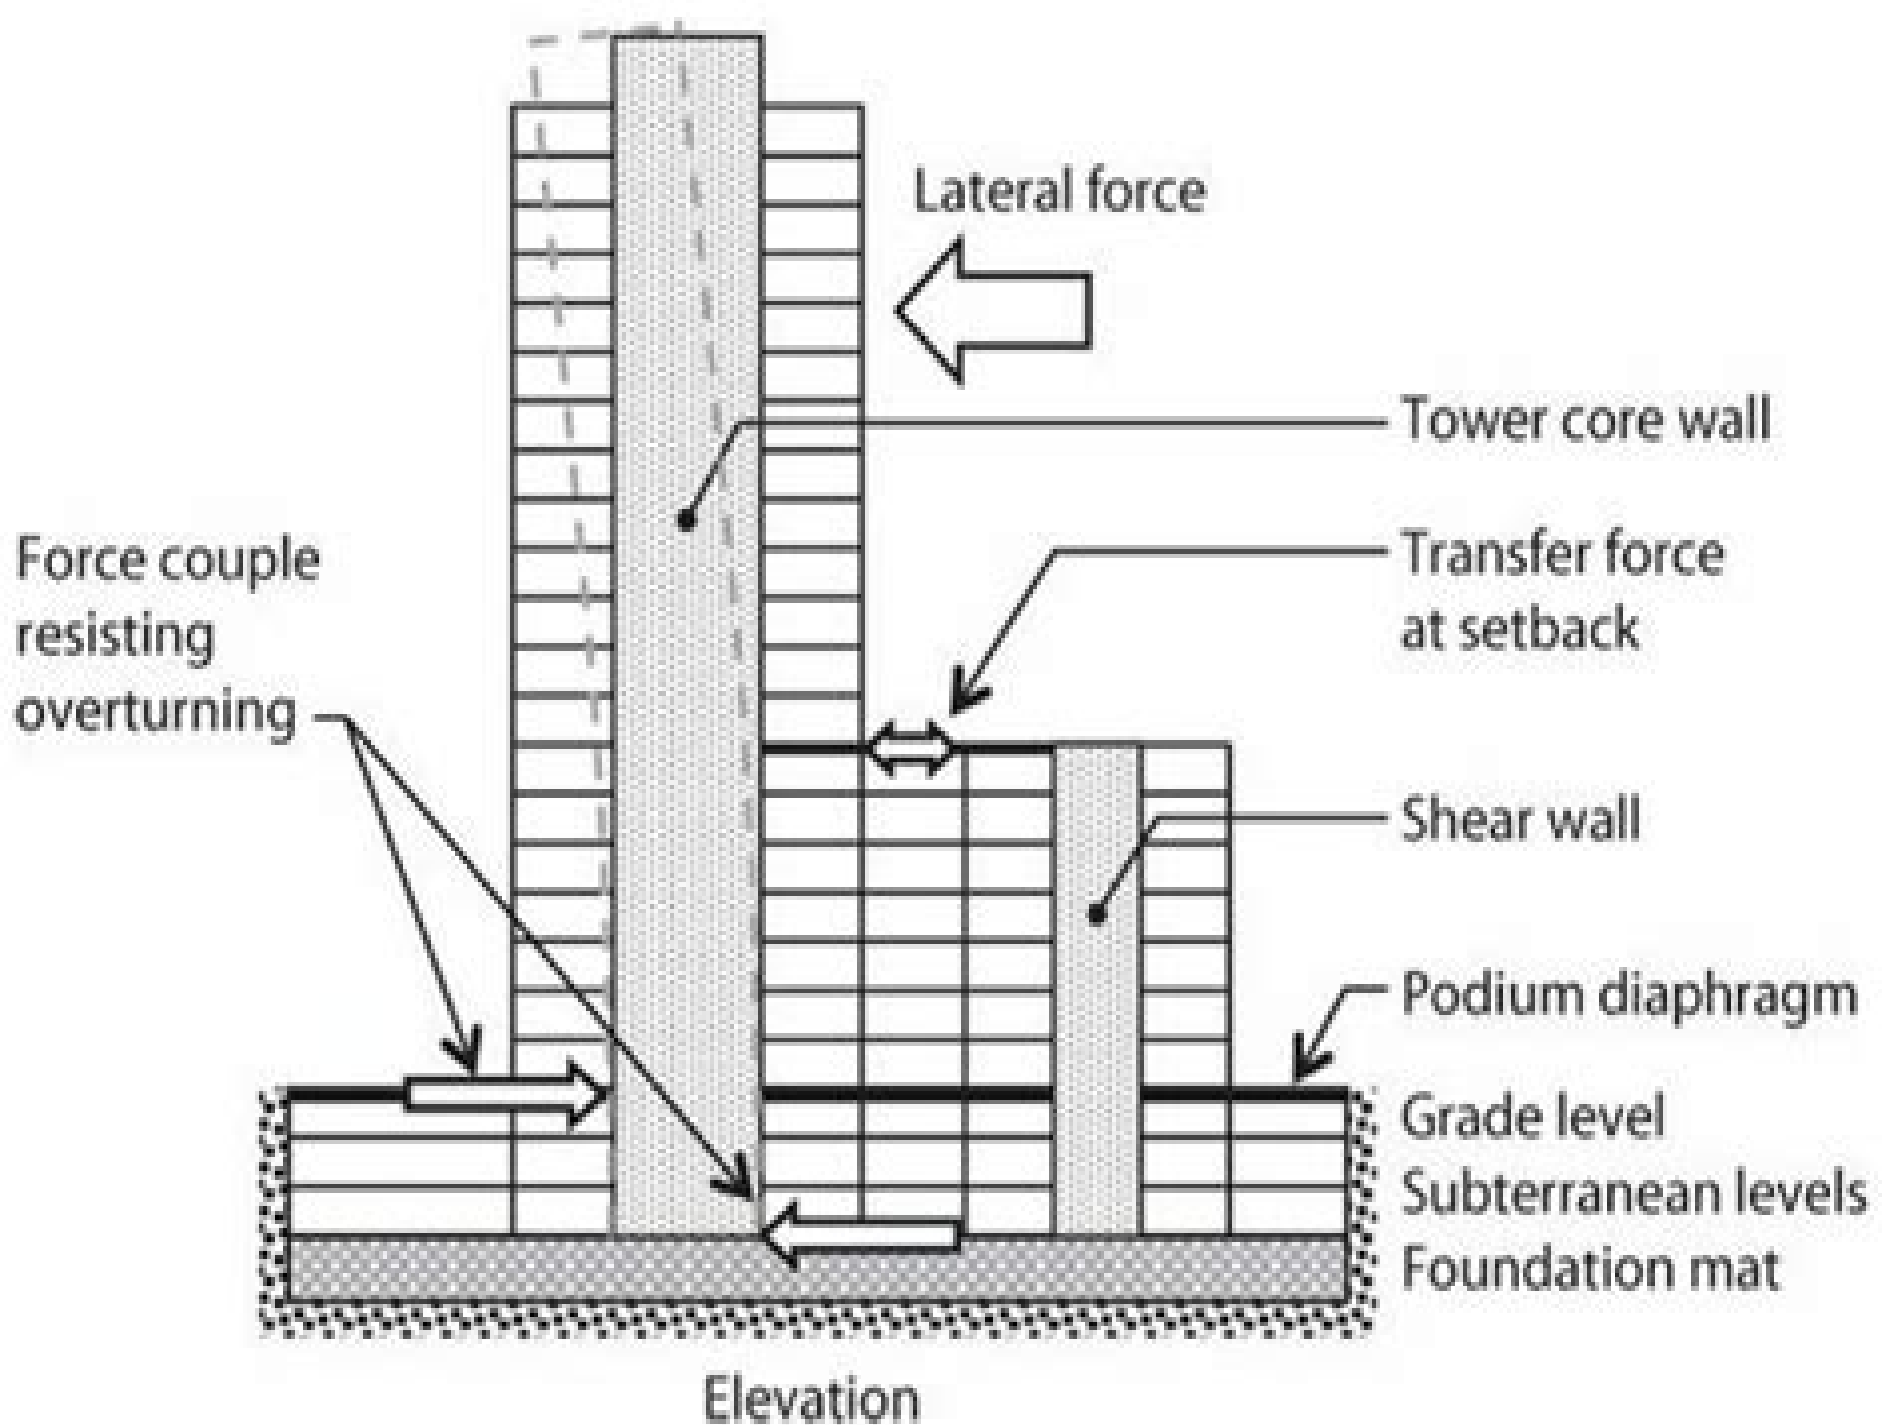 Lateral force
Tower core wall
Force couple
resisting
overturning
Transfer force
at setback
Shear wall
Podium diaphragm
Grade level
Subterranean levels
Foundation mat
Elevation